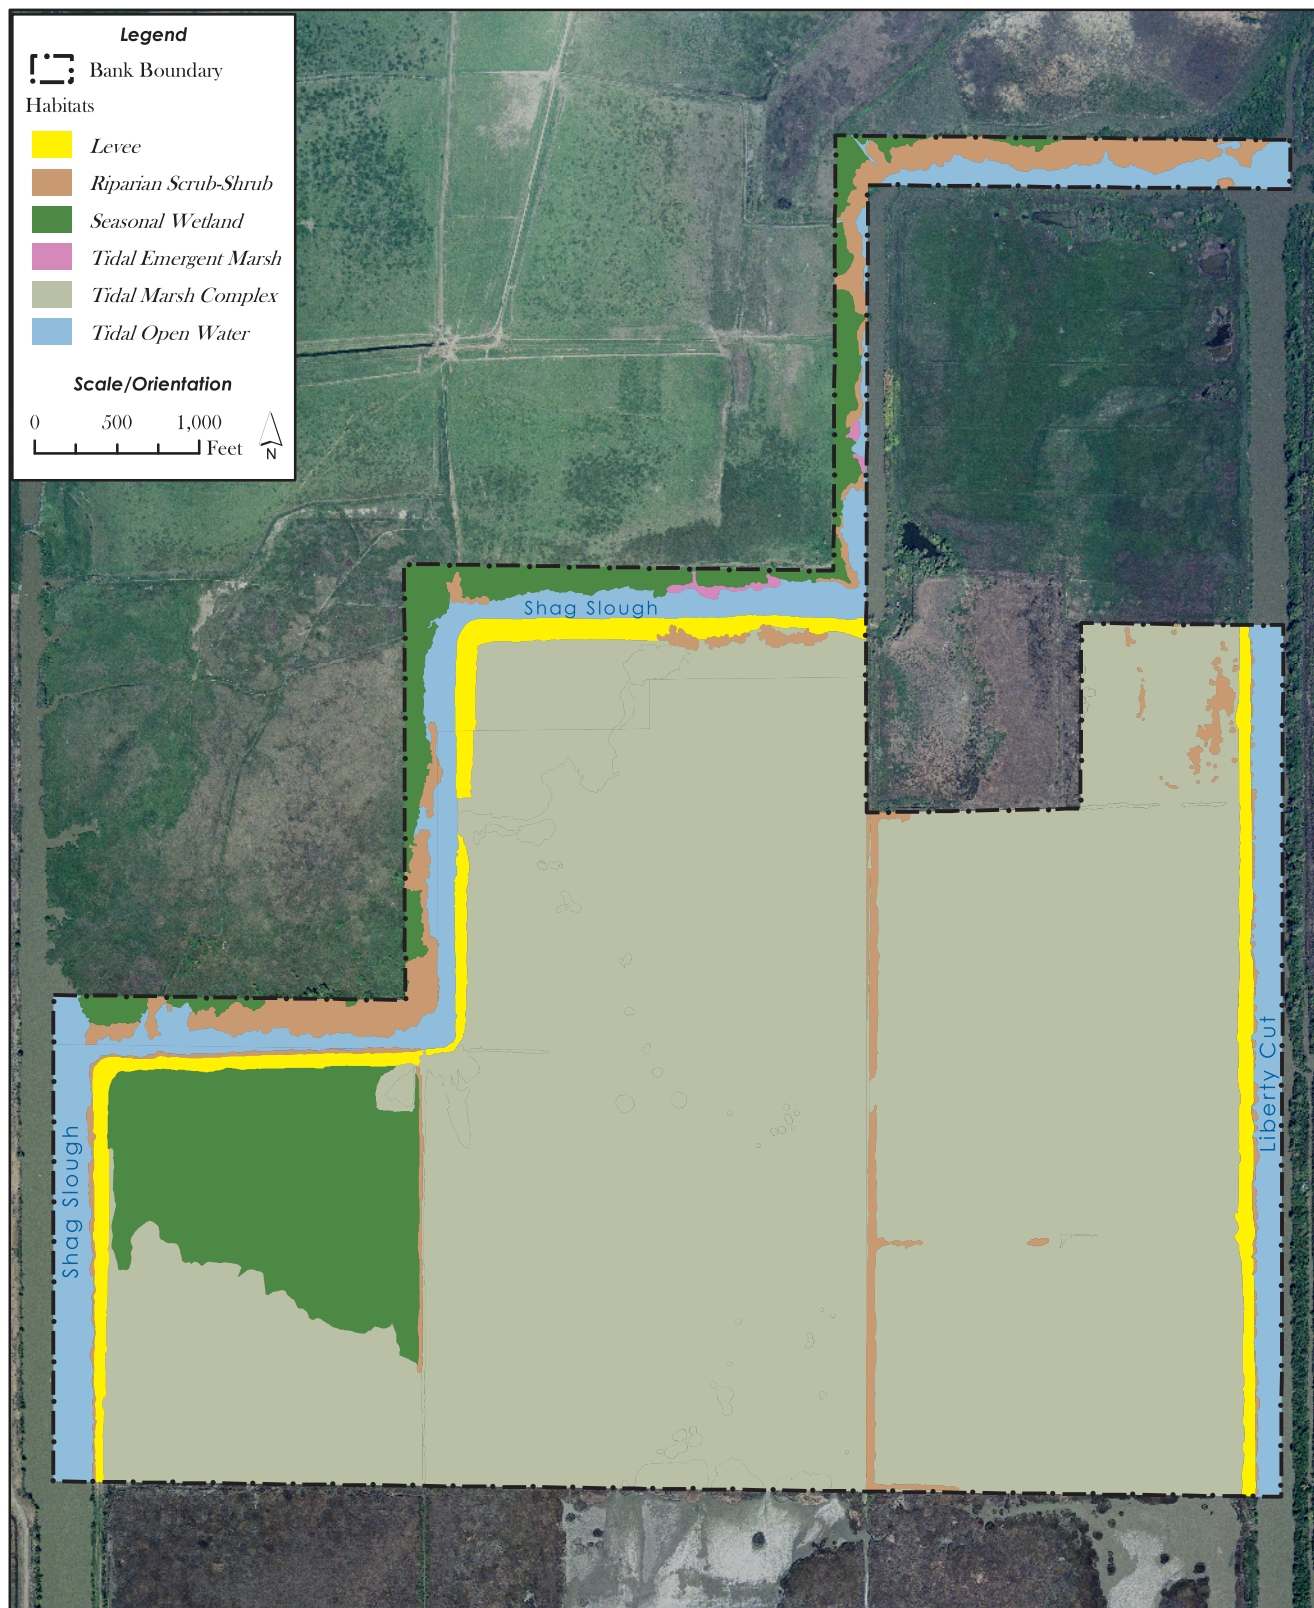 Legend
Bank Boundary
Habitats
Levee
Riparian Scrub-Shrub
Seasonal Wetland
Tidal Emergent Marsh
Tidal Marsh Complex
Tidal Open Water
Scale/Orientation
0 500 1,000
Feet
N
Shag Slough
Liberty Cut
Shag Slough